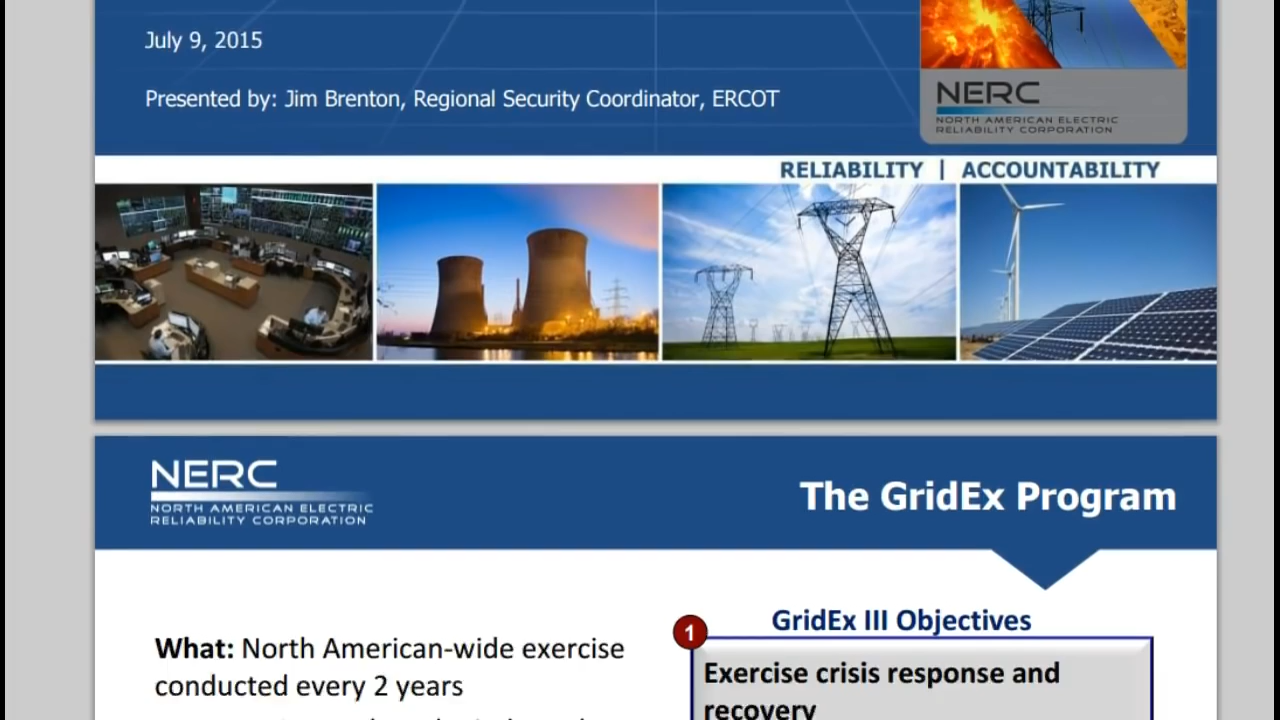 July 9, 2015
Presented by: Jim Brenton, Regional Security Coordinator, ERCOT
NERC
NORTH AMERICAN ELECTRIC
RELIABILITY CORPORATION
RELIABILITY | ACCOUNTABILITY
NERC
NORTH AMERICAN ELECTRIC
RELIABILITY CORPORATION
The GridEx Program
What: North American-wide exercise
conducted every 2 years
GridEx III Objectives
1
Exercise crisis response and
recovery